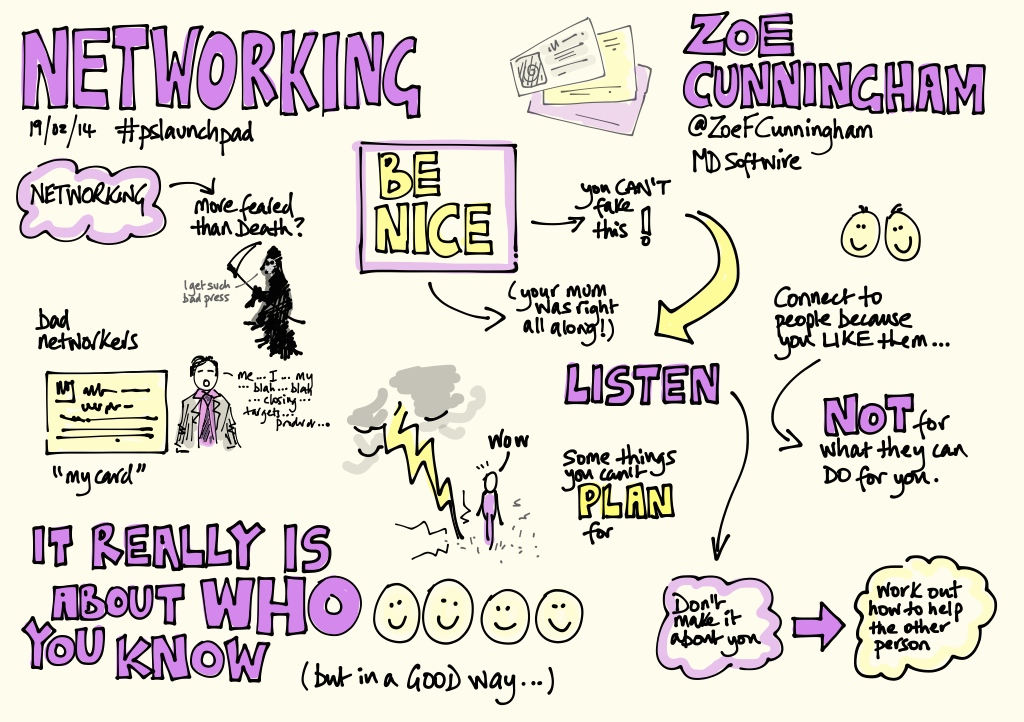 NETWORKING
19/02/14 #pslaunchpad
ZOE
CUNNINGHAM
@ZoeFCunningham
MD Softwire
NETWORKING
more feared
than Death?
I get such
bad press
BE
NICE
you CAN'T
fake
this!
(your mum
was right
all along!)
LISTEN
Connect to
people because
you LIKE them...
NOT for
what they can
DO for you.
bad
networkers
me... I... my
... blah... blah
... closing...
targets...
"my card"
wow
Some things
you can't
PLAN
for
IT REALLY IS
ABOUT WHO
YOU KNOW
(but in a GOOD way...)
Don't
make it
about you
Work out
how to help
the other
person